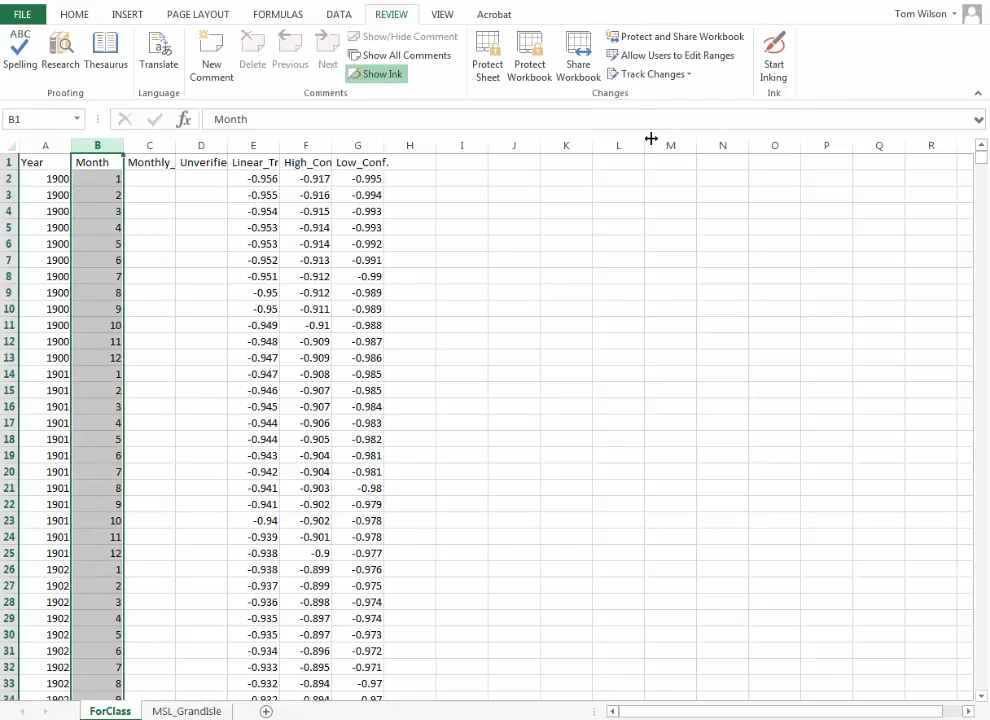 FILE HOME INSERT PAGE LAYOUT FORMULAS DATA REVIEW VIEW Acrobat Tom Wilson
ABC
Spelling Research Thesaurus
Proofing
Translate
Language
New Comment Delete Previous Next
Show/Hide Comment
Show All Comments
Show Ink
Comments
Protect Sheet Protect Workbook Share Workbook
Protect and Share Workbook
Allow Users to Edit Ranges
Track Changes
Changes
Start Inking
Ink
B1 fx Month
A B C D E F G H I J K L M N O P Q R
1 Year Month Monthly_ Unverifie Linear_Tr High_Con Low_Conf.
2 1900 1 -0.956 -0.917 -0.995
3 1900 2 -0.955 -0.916 -0.994
4 1900 3 -0.954 -0.915 -0.993
5 1900 4 -0.953 -0.914 -0.993
6 1900 5 -0.953 -0.914 -0.992
7 1900 6 -0.952 -0.913 -0.991
8 1900 7 -0.951 -0.912 -0.99
9 1900 8 -0.95 -0.912 -0.989
10 1900 9 -0.95 -0.911 -0.989
11 1900 10 -0.949 -0.91 -0.988
12 1900 11 -0.948 -0.909 -0.987
13 1900 12 -0.947 -0.909 -0.986
14 1901 1 -0.947 -0.908 -0.985
15 1901 2 -0.946 -0.907 -0.985
16 1901 3 -0.945 -0.907 -0.984
17 1901 4 -0.944 -0.906 -0.983
18 1901 5 -0.944 -0.905 -0.982
19 1901 6 -0.943 -0.904 -0.981
20 1901 7 -0.942 -0.904 -0.981
21 1901 8 -0.941 -0.903 -0.98
22 1901 9 -0.941 -0.902 -0.979
23 1901 10 -0.94 -0.902 -0.978
24 1901 11 -0.939 -0.901 -0.978
25 1901 12 -0.938 -0.9 -0.977
26 1902 1 -0.938 -0.899 -0.976
27 1902 2 -0.937 -0.899 -0.975
28 1902 3 -0.936 -0.898 -0.974
29 1902 4 -0.935 -0.897 -0.974
30 1902 5 -0.935 -0.897 -0.973
31 1902 6 -0.934 -0.896 -0.972
32 1902 7 -0.933 -0.895 -0.971
33 1902 8 -0.932 -0.894 -0.97
34 1902 9 -0.932 -0.894 -0.97
ForClass MSL_GrandIsle